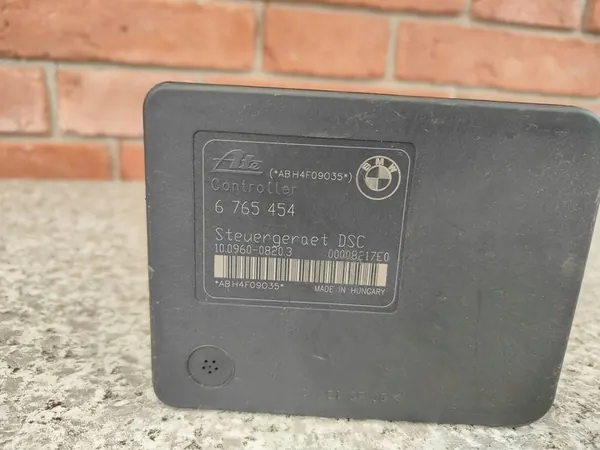 Ate (*ABH4F09035*) BMW
Controller
6 765 454
Steuergeraet DSC
10.0960-0820.3 00008217E0
*ABH4F09035*
MADE IN HUNGARY